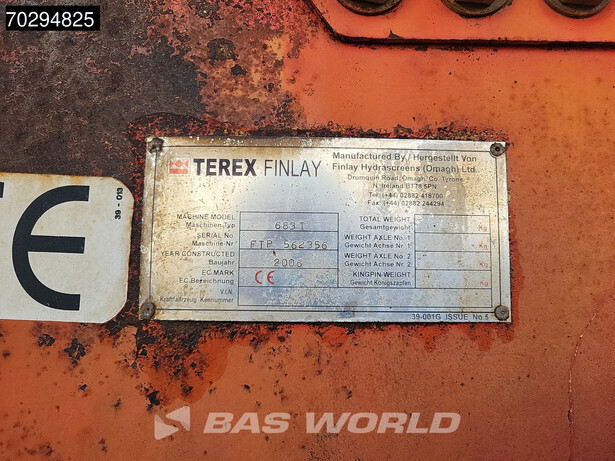 70294825
39 - 013
CE
TEREX FINLAY
Manufactured By / Hergestellt Von
Finlay Hydrascreens (Omagh) Ltd.
Drumquin Road, Omagh, Co. Tyrone
N. Ireland BT78 5PN
Tel: (+44) 02882 418700
Fax: (+44) 02882 244294
MACHINE MODEL
Maschinen Typ 683T
SERIAL No
Maschine Nr FTP 562356
YEAR CONSTRUCTED
Baujahr 2006
EC MARK
EC Bereichnung CE
V.I.N.
Kraftfahrzeug Kennummer
TOTAL WEIGHT
Gesamtgewicht Kg
WEIGHT AXLE No. 1
Gewicht Achse Nr. 1 Kg
WEIGHT AXLE No. 2
Gewicht Achse Nr. 2 Kg
KINGPIN-WEIGHT
Gewicht Königszapfen Kg
39-001G ISSUE No.5
BAS WORLD